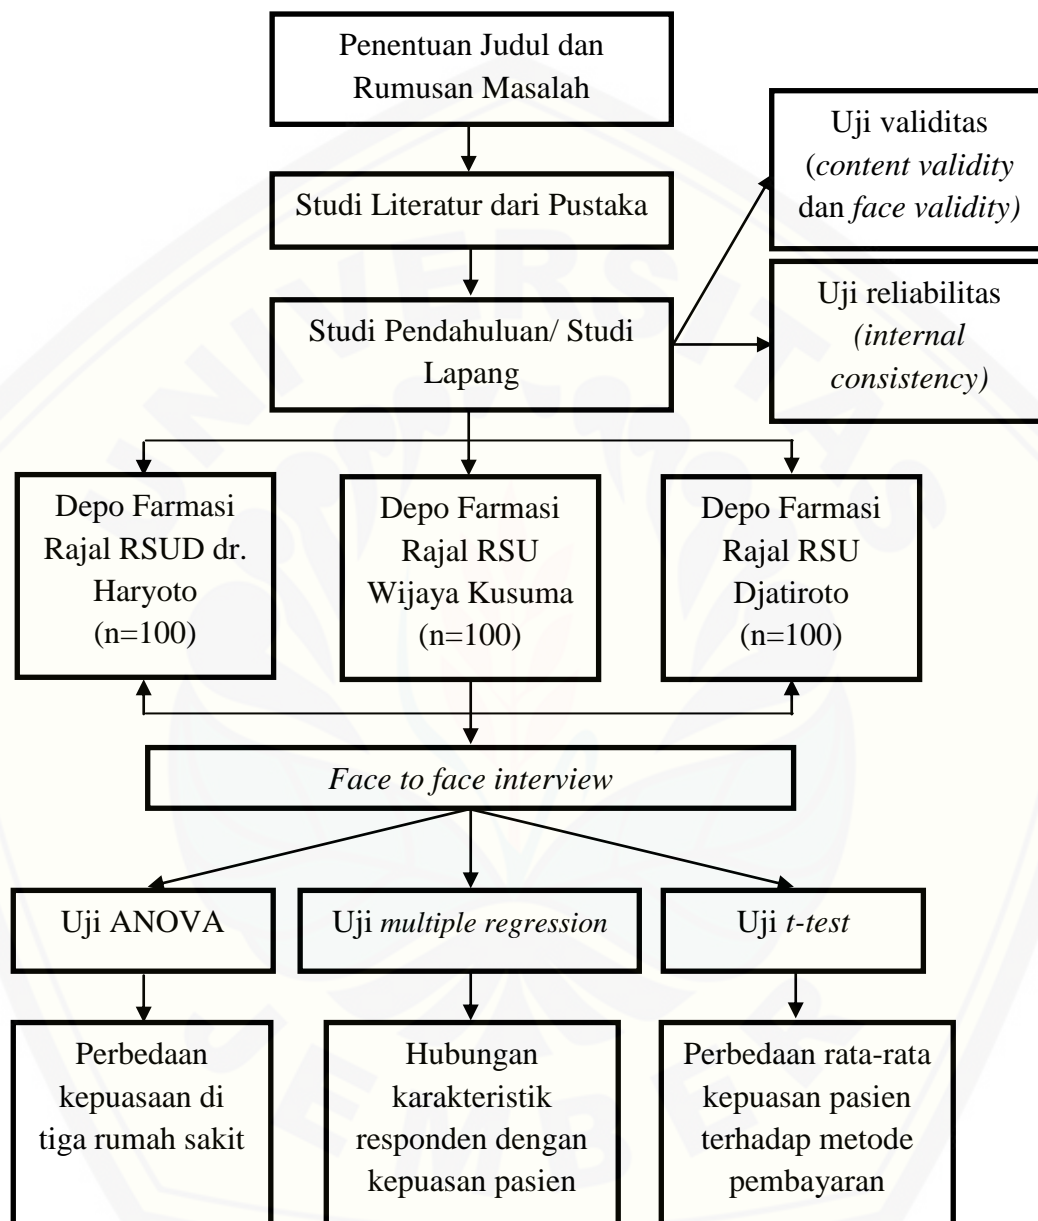 Penentuan Judul dan
Rumusan Masalah
Uji validitas
(content validity
dan face validity)
Studi Literatur dari Pustaka
Uji reliabilitas
(internal
consistency)
Studi Pendahuluan/ Studi
Lapang
Depo Farmasi
Rajal RSUD dr.
Haryoto
(n=100)
Depo Farmasi
Rajal RSU
Wijaya Kusuma
(n=100)
Depo Farmasi
Rajal RSU
Djatiroto
(n=100)
Face to face interview
Uji ANOVA
Uji multiple regression
Uji t-test
Perbedaan
kepuasaan di
tiga rumah sakit
Hubungan
karakteristik
responden dengan
kepuasan pasien
Perbedaan rata-rata
kepuasan pasien
terhadap metode
pembayaran
UNIVERSITAS
JEMBER